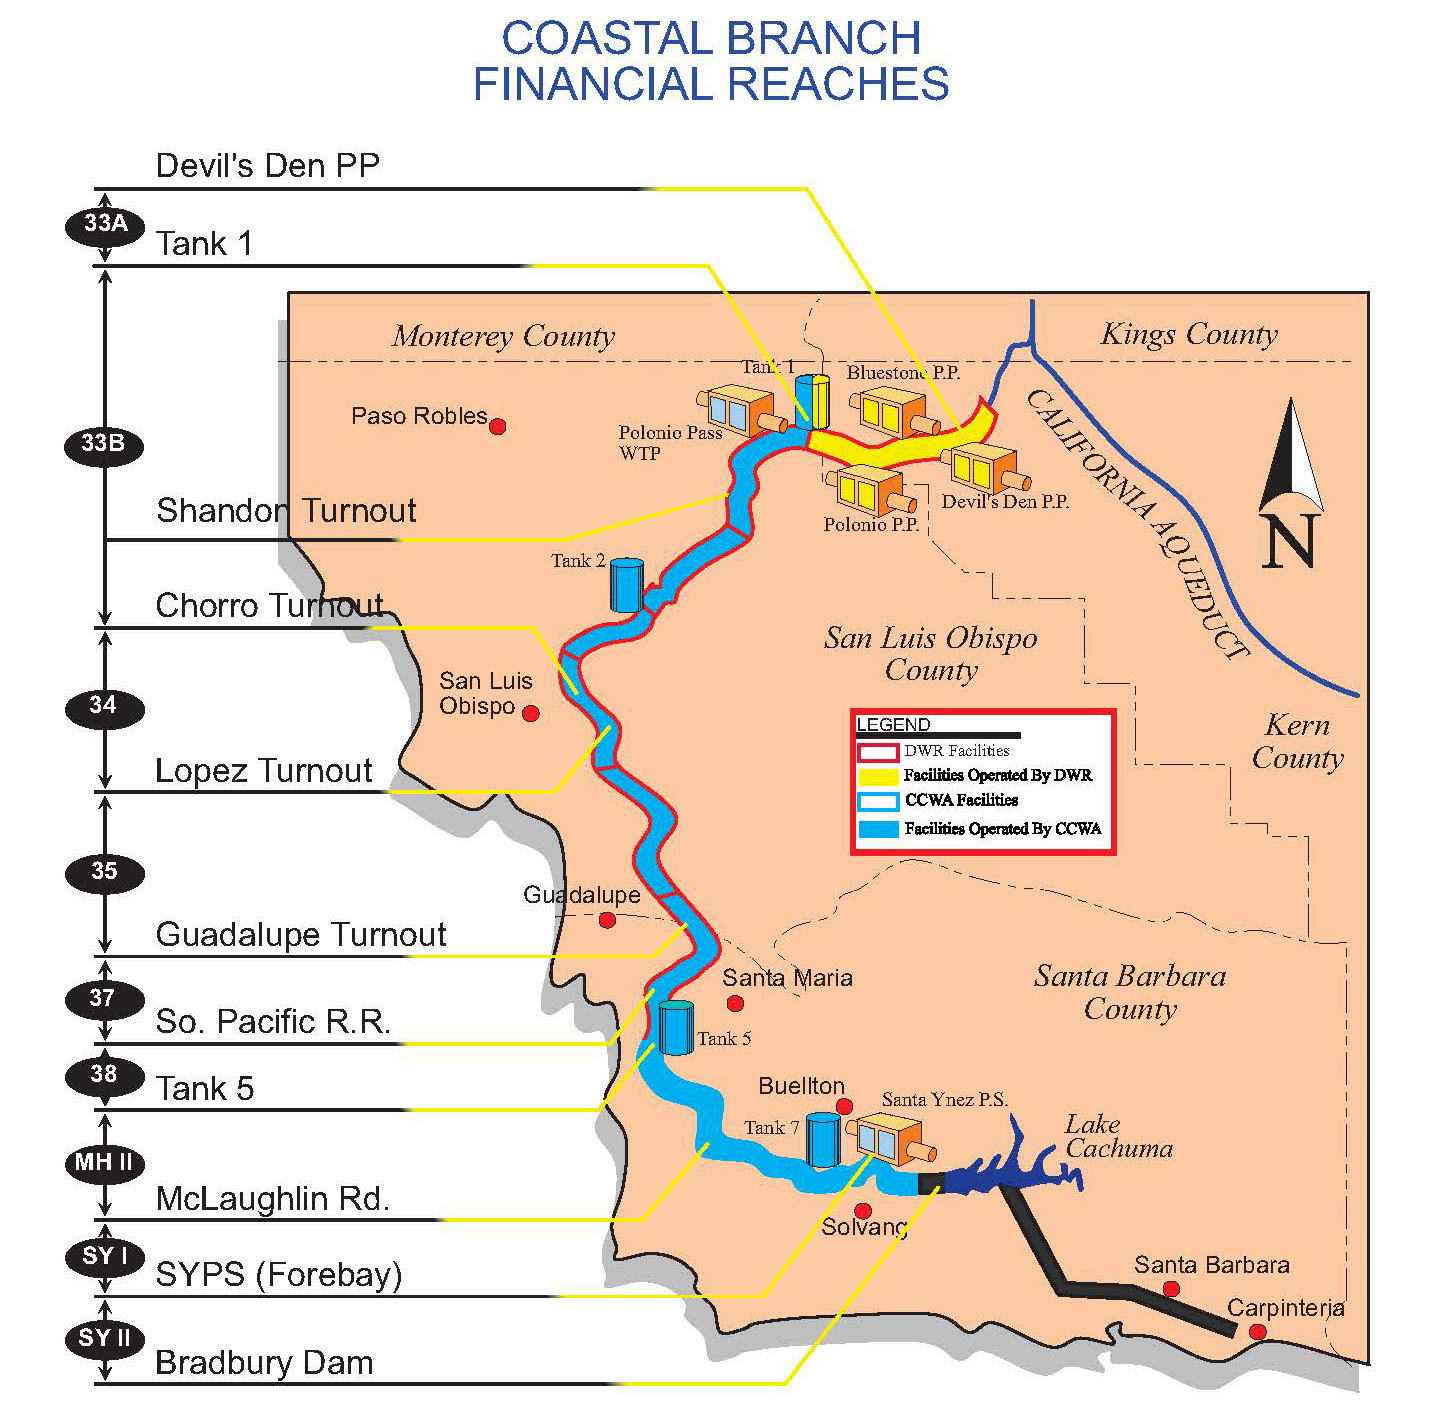 COASTAL BRANCH
FINANCIAL REACHES
Devil's Den PP
33A
Tank 1
Monterey County
Kings County
Tank 1
Bluestone P.P.
Paso Robles
Polonio Pass
WTP
33B
CALIFORNIA AQUEDUCT
Devil's Den P.P.
Polonio P.P.
Shandon Turnout
N
Tank 2
Chorro Turnout
San Luis Obispo
County
San Luis
Obispo
34
Kern
County
LEGEND
DWR Facilities
Facilities Operated By DWR
CCWA Facilities
Facilities Operated By CCWA
Lopez Turnout
35
Guadalupe
Guadalupe Turnout
Santa Maria
Santa Barbara
County
37
So. Pacific R.R.
Tank 5
38
Tank 5
Buellton
Santa Ynez P.S.
Tank 7
Lake
Cachuma
MH II
McLaughlin Rd.
Solvang
SY I
SYPS (Forebay)
Santa Barbara
Carpinteria
SY II
Bradbury Dam